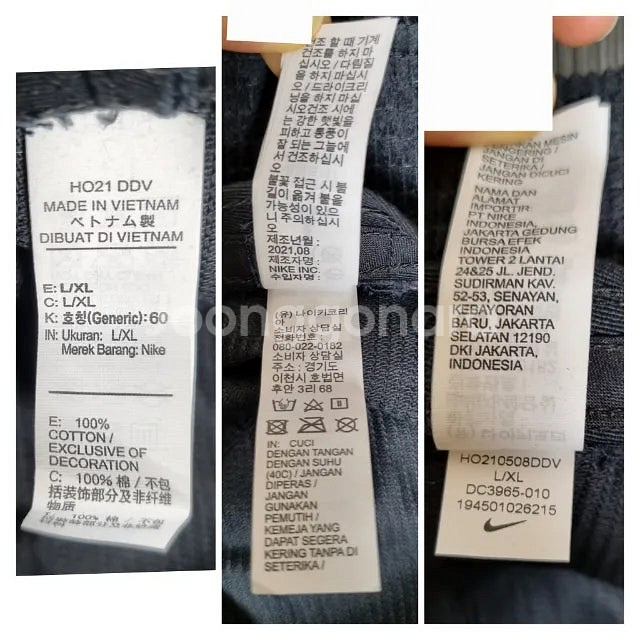 HO21 DDV
MADE IN VIETNAM
ベトナム製
DIBUAT DI VIETNAM
E: L/XL
C: L/XL
K: 호칭(Generic): 60
IN: Ukuran: L/XL
Merek Barang: Nike
E: 100%
COTTON /
EXCLUSIVE OF
DECORATION
C: 100% 棉 / 不包
括装饰部分及非纤维
物质
건조 할 때 기계
건조를 하지 마
십시오 / 다림질
을 하지 마십시
오 / 드라이크리
닝을 하지 마십
시오건조 시에
는 강한 햇빛을
피하고 통풍이
잘 되는 그늘에
서 건조하십시
오
불꽃 접근 시 불
길이 옮겨 붙을
가능성이 있으
니 주의하십시
오
제조년월 :
2021.08
제조자명 :
NIKE INC.
수입자명 :
(유) 나이키코리
아
소비자 상담실
전화번호 :
080-022-0182
소비자 상담실
주소 : 경기도
이천시 호법면
후안 3리 68
IN: CUCI
DENGAN TANGAN
DENGAN SUHU
(40C) / JANGAN
DIPERAS /
JANGAN
GUNAKAN
PEMUTIH /
KEMEJA YANG
DAPAT SEGERA
KERING TANPA DI
SETERIKA /
MESIN
PENGERING /
JANGAN DI
SETERIKA /
JANGAN DICUCI
KERING
NAMA DAN
ALAMAT
IMPORTIR:
PT NIKE
INDONESIA,
JAKARTA GEDUNG
BURSA EFEK
INDONESIA
TOWER 2 LANTAI
24&25 JL. JEND.
SUDIRMAN KAV.
52-53, SENAYAN,
KEBAYORAN
BARU, JAKARTA
SELATAN 12190
DKI JAKARTA,
INDONESIA
HO210508DDV
L/XL
DC3965-010
194501026215